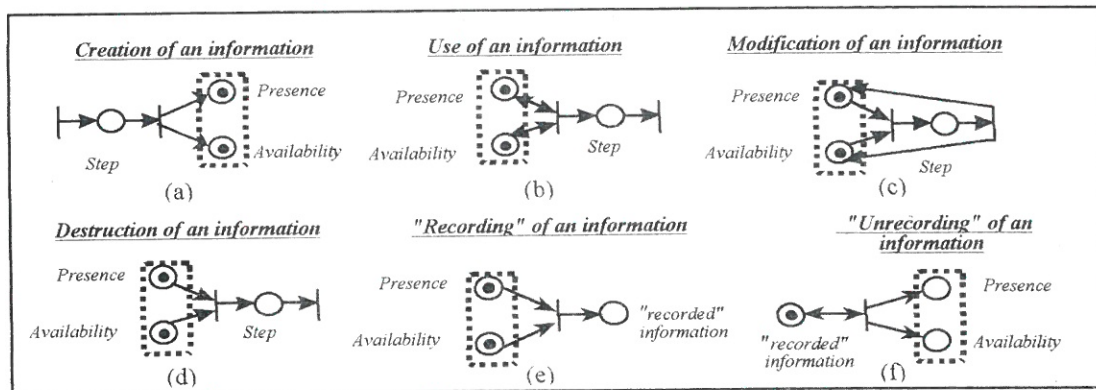 Creation of an information
Presence
Availability
Step
(a)
Use of an information
Presence
Availability
Step
(b)
Modification of an information
Presence
Availability
Step
(c)
Destruction of an information
Presence
Availability
Step
(d)
"Recording" of an information
Presence
Availability
"recorded"
information
(e)
"Unrecording" of an
information
Presence
Availability
"recorded"
information
(f)